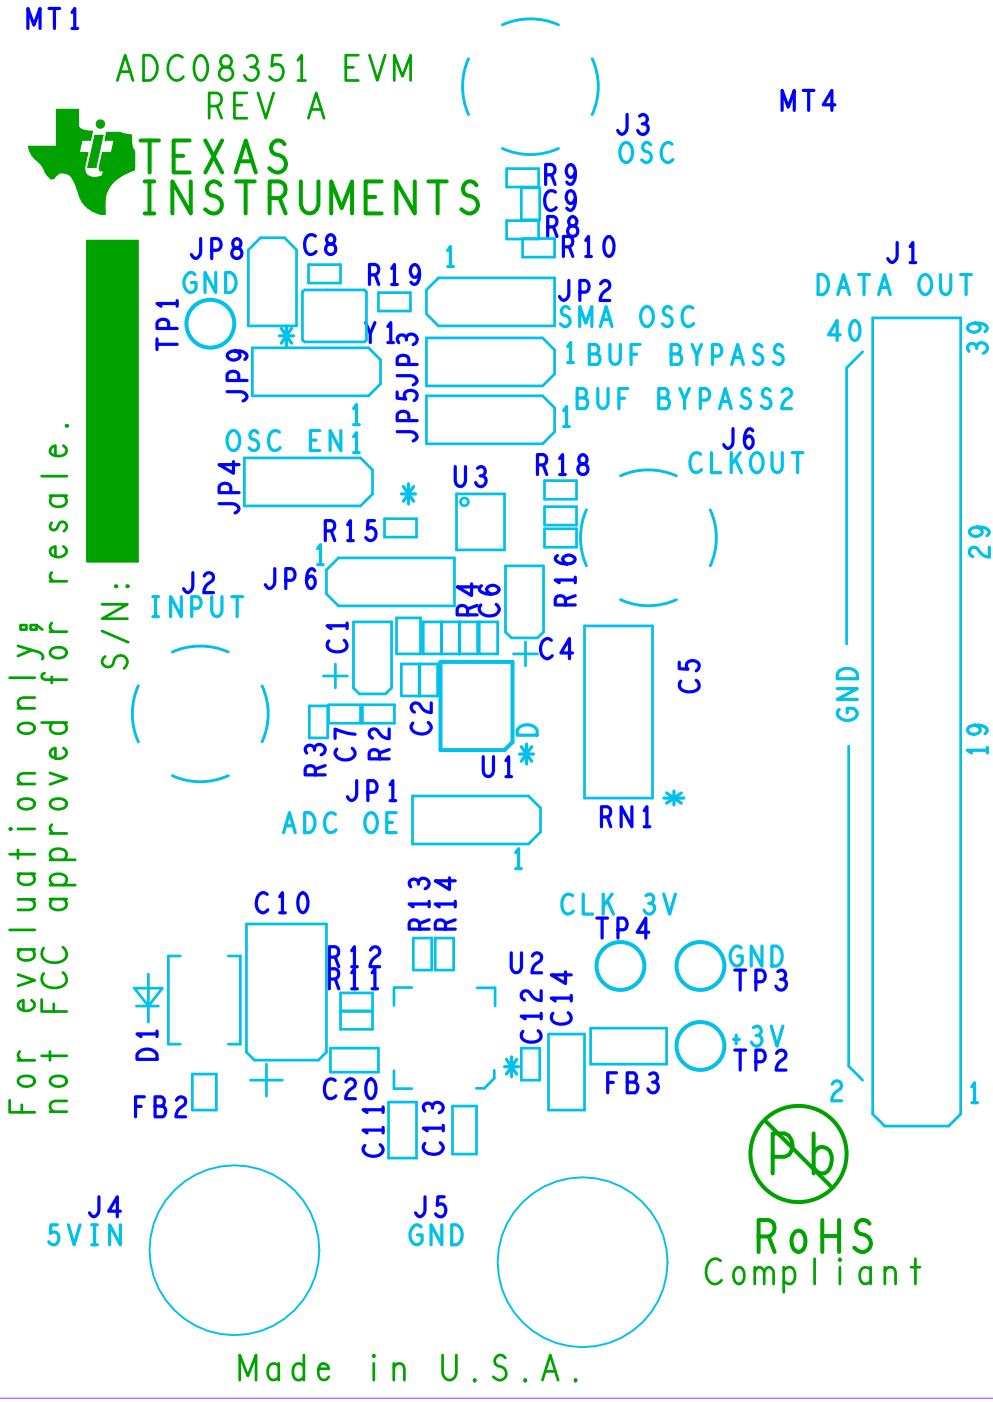 MT1
ADC08351 EVM
REV A
TEXAS
INSTRUMENTS
J3
OSC
MT4
R9
C9
R8
R10
JP8
C8
GND
TP1
R19
1
JP2
SMA OSC
Y1
JP3
1 BUF BYPASS
JP9
JP5
BUF BYPASS2
1
1
OSC EN1
JP4
U3
R18
J6
CLKOUT
J1
DATA OUT
40
39
29
19
GND
2
1
R15
1
JP6
R4
C6
R16
J2
INPUT
S/N:
For evaluation only;
not FCC approved for resale.
C1
C4
C5
C2
R3
C7
R2
D
U1
JP1
ADC OE
1
RN1
C10
R13
R14
CLK 3V
TP4
GND
TP3
R12
R11
U2
C12
C14
+3V
TP2
D1
FB2
C20
C11
C13
FB3
Pb
RoHS
Compliant
J4
5VIN
J5
GND
Made in U.S.A.